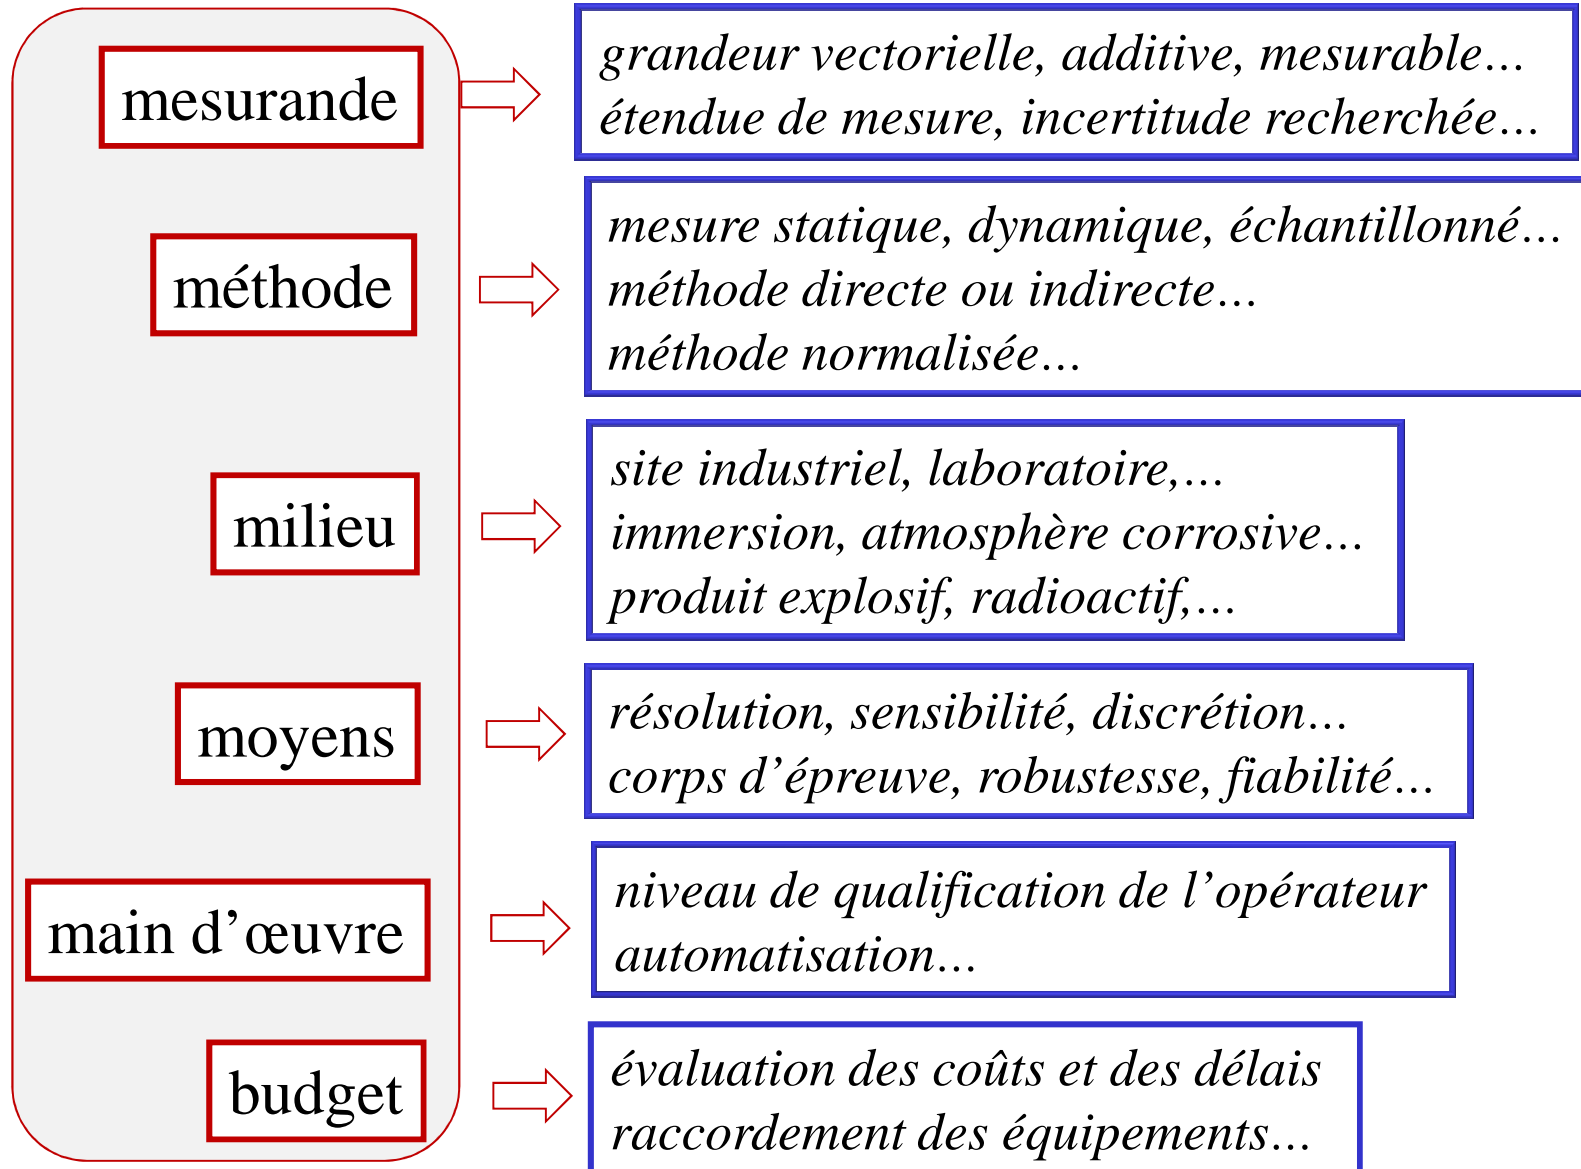 mesurande
grandeur vectorielle, additive, mesurable…
étendue de mesure, incertitude recherchée…
méthode
mesure statique, dynamique, échantillonné…
méthode directe ou indirecte…
méthode normalisée…
milieu
site industriel, laboratoire,…
immersion, atmosphère corrosive…
produit explosif, radioactif,…
moyens
résolution, sensibilité, discrétion…
corps d’épreuve, robustesse, fiabilité…
main d’œuvre
niveau de qualification de l’opérateur
automatisation…
budget
évaluation des coûts et des délais
raccordement des équipements…